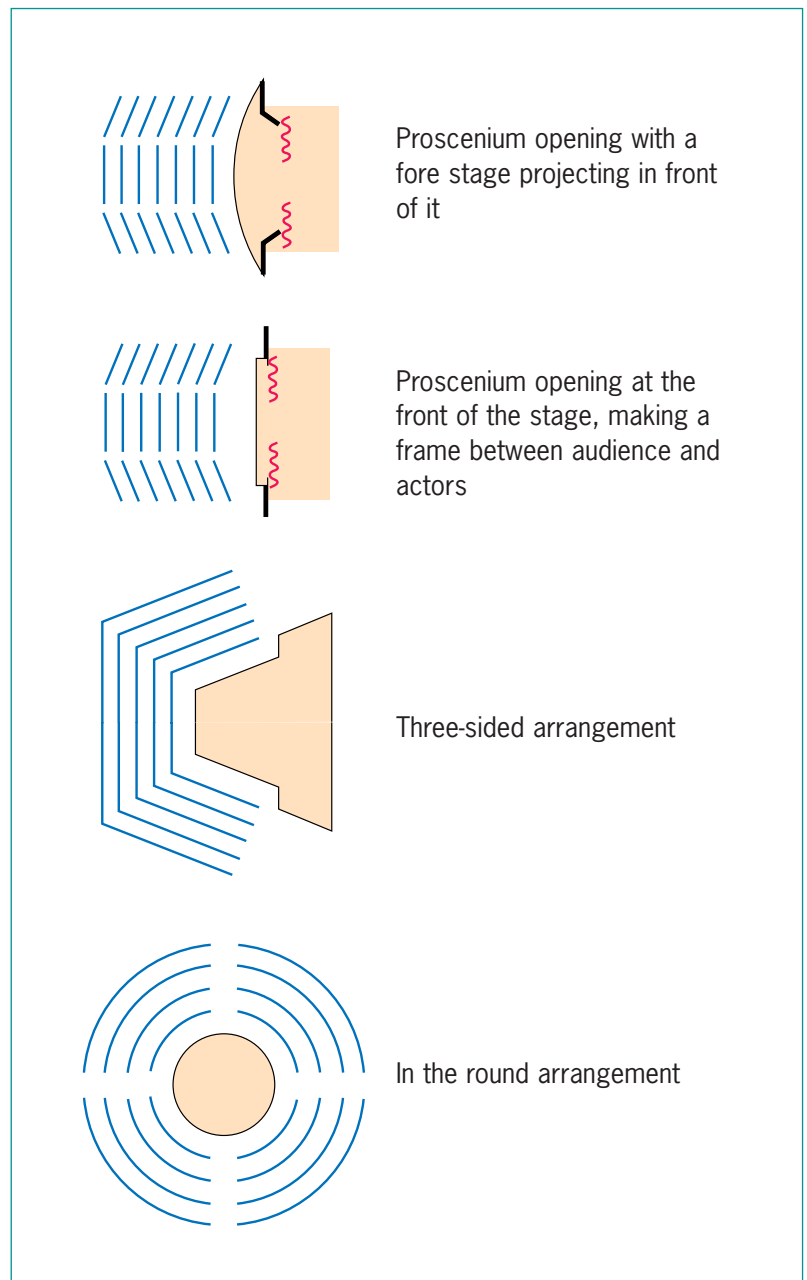 Proscenium opening with a
fore stage projecting in front
of it
Proscenium opening at the
front of the stage, making a
frame between audience and
actors
Three-sided arrangement
In the round arrangement